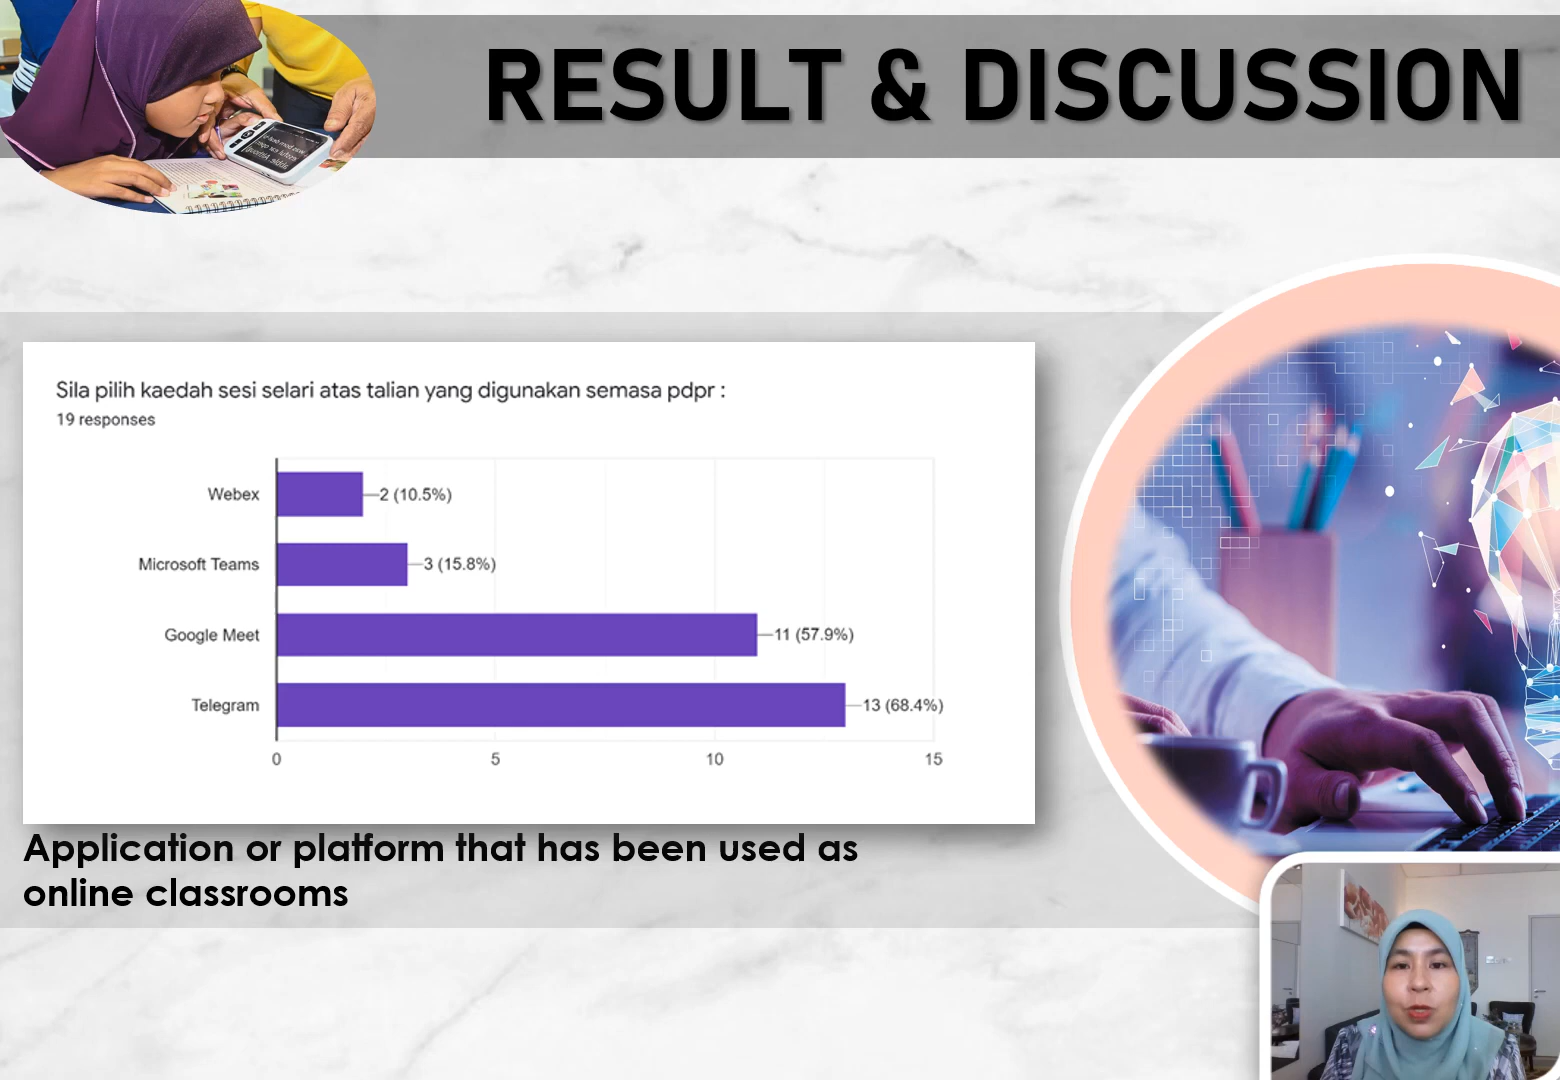 RESULT & DISCUSSION
Sila pilih kaedah sesi selari atas talian yang digunakan semasa pdpr :
19 responses
Webex
2 (10.5%)
Microsoft Teams
3 (15.8%)
Google Meet
11 (57.9%)
Telegram
13 (68.4%)
0
5
10
15
Application or platform that has been used as
online classrooms